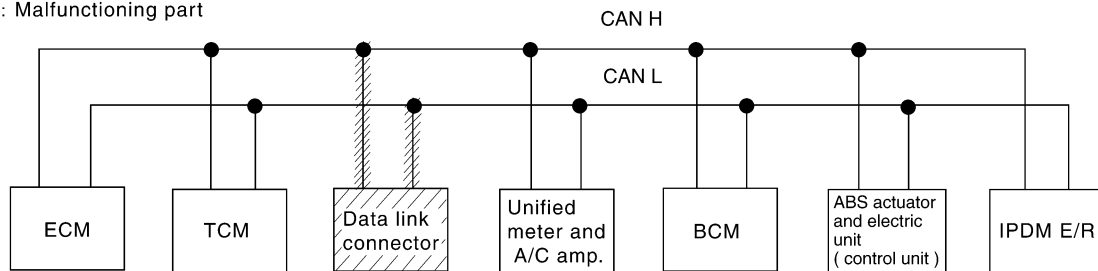 : Malfunctioning part
CAN H
CAN L
ECM
TCM
Data link
connector
Unified
meter and
A/C amp.
BCM
ABS actuator
and electric
unit
( control unit )
IPDM E/R